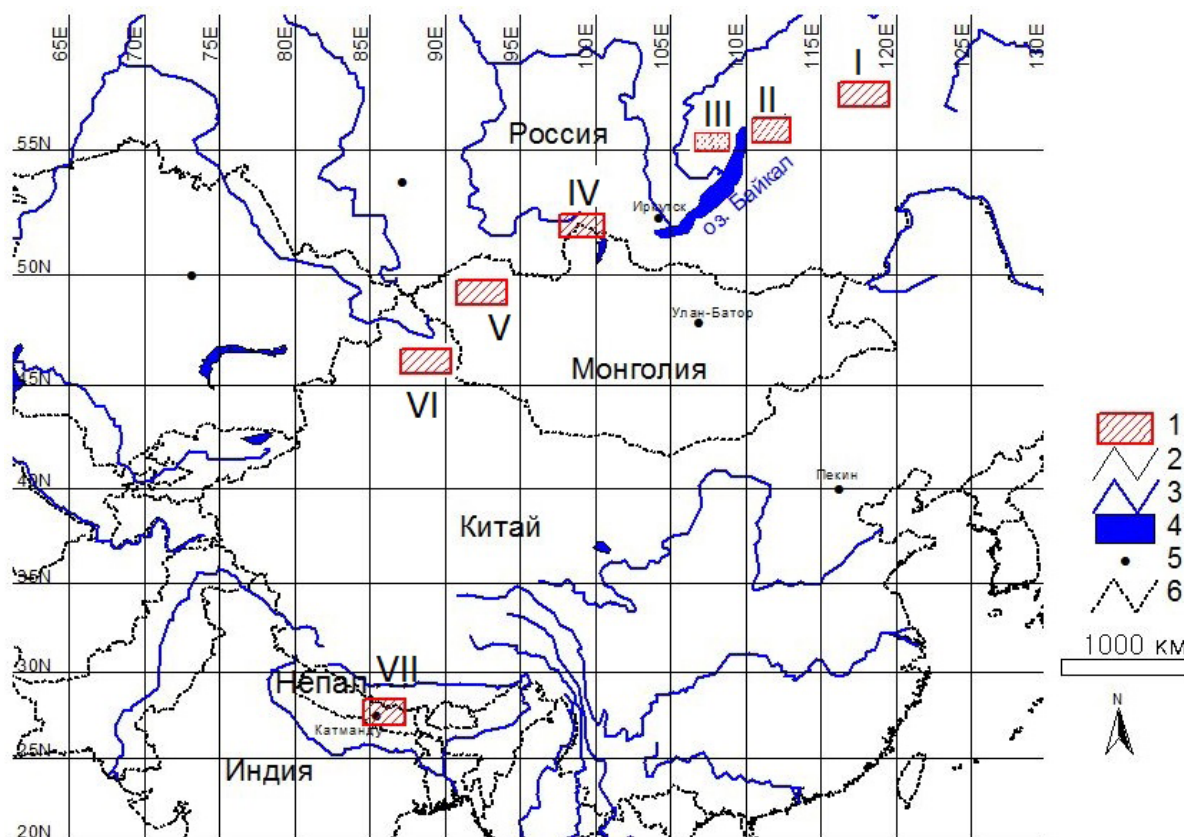 65E 70E 75E 80E 85E 90E 95E 100E 105E 110E 115E 120E 125E 130E
I
III II
Россия
55N
оз. Байкал
IV
Иркутск
50N
Улан-Батор
V
Монголия
45N
VI
1
2
Пекин
40N
3
Китай
4
5
35N
6
1000 км
30N
VII
Непал
N
Катманду
25N
Индия
20N